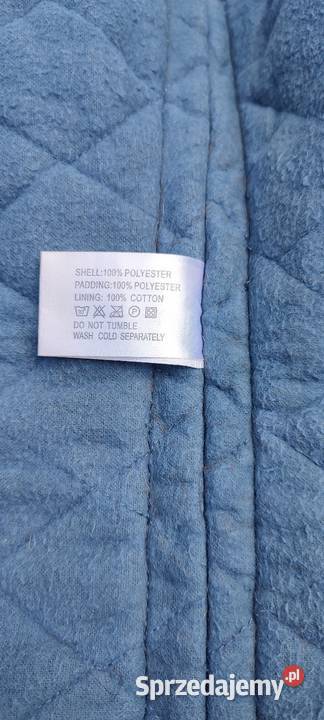 SHELL:100% POLYESTER
PADDING:100% POLYESTER
LINING: 100% COTTON
DO NOT TUMBLE
WASH COLD SEPARATELY
Sprzedajemy.pl